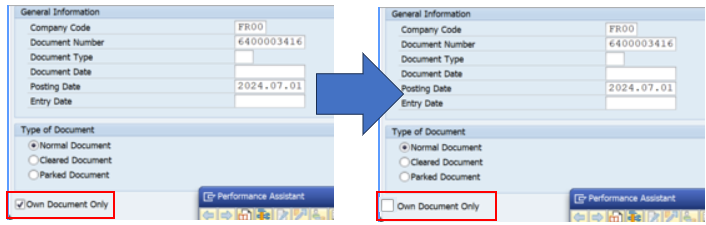 General Information
Company Code FR00
Document Number 6400003416
Document Type
Document Date
Posting Date 2024.07.01
Entry Date
Type of Document
Normal Document
Cleared Document
Parked Document
Own Document Only
Performance Assistant
General Information
Company Code FR00
Document Number 6400003416
Document Type
Document Date
Posting Date 2024.07.01
Entry Date
Type of Document
Normal Document
Cleared Document
Parked Document
Own Document Only
Performance Assistant